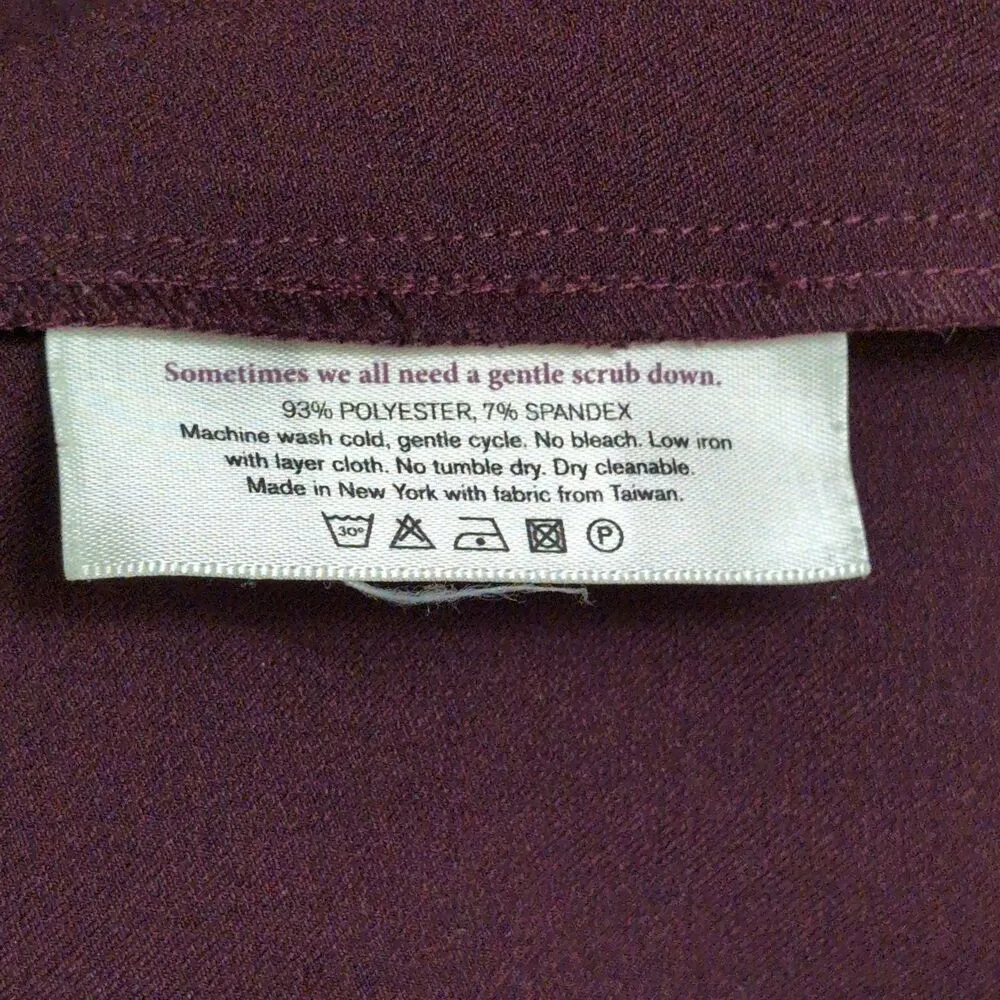 Sometimes we all need a gentle scrub down.
93% POLYESTER, 7% SPANDEX
Machine wash cold, gentle cycle. No bleach. Low iron
with layer cloth. No tumble dry. Dry cleanable.
Made in New York with fabric from Taiwan.
30° P